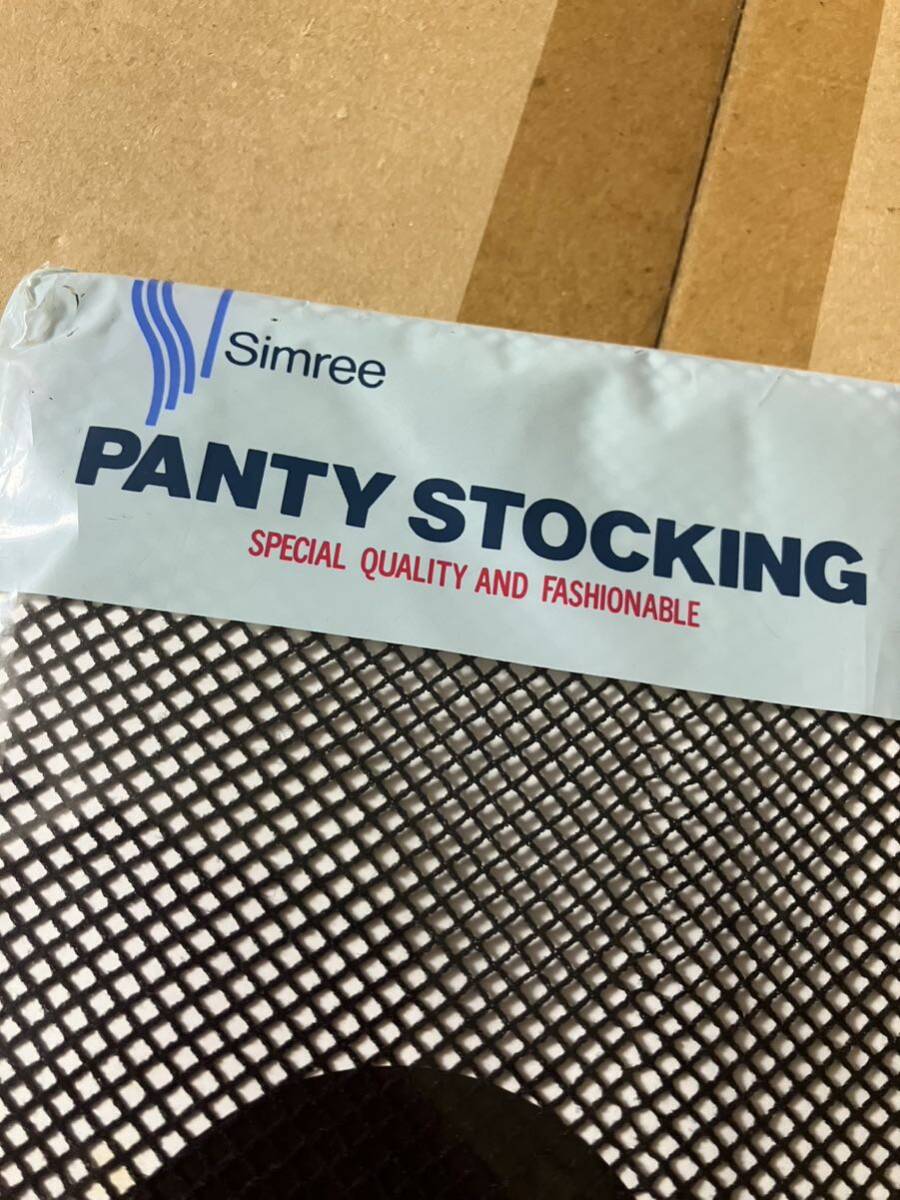 Simree
PANTY STOCKING
SPECIAL QUALITY AND FASHIONABLE